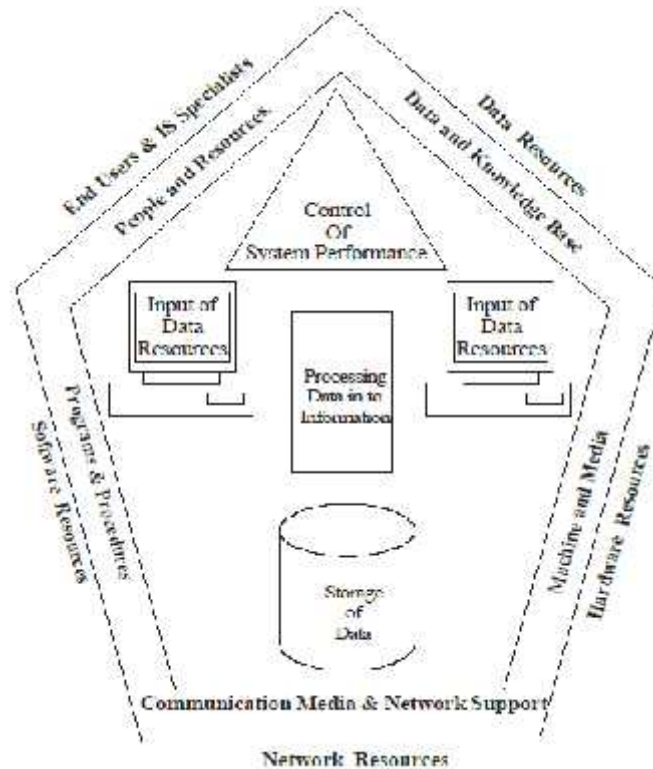 End Users & IS Specialists
People and Resources
Data Resources
Data and Knowledge Base
Control
Of
System Performance
Input of
Data
Resources
Input of
Data
Resources
Processing
Data in to
Information
Programs & Procedures
Software Resources
Machine and Media
Hardware Resources
Storage
of
Data
Communication Media & Network Support
Network Resources